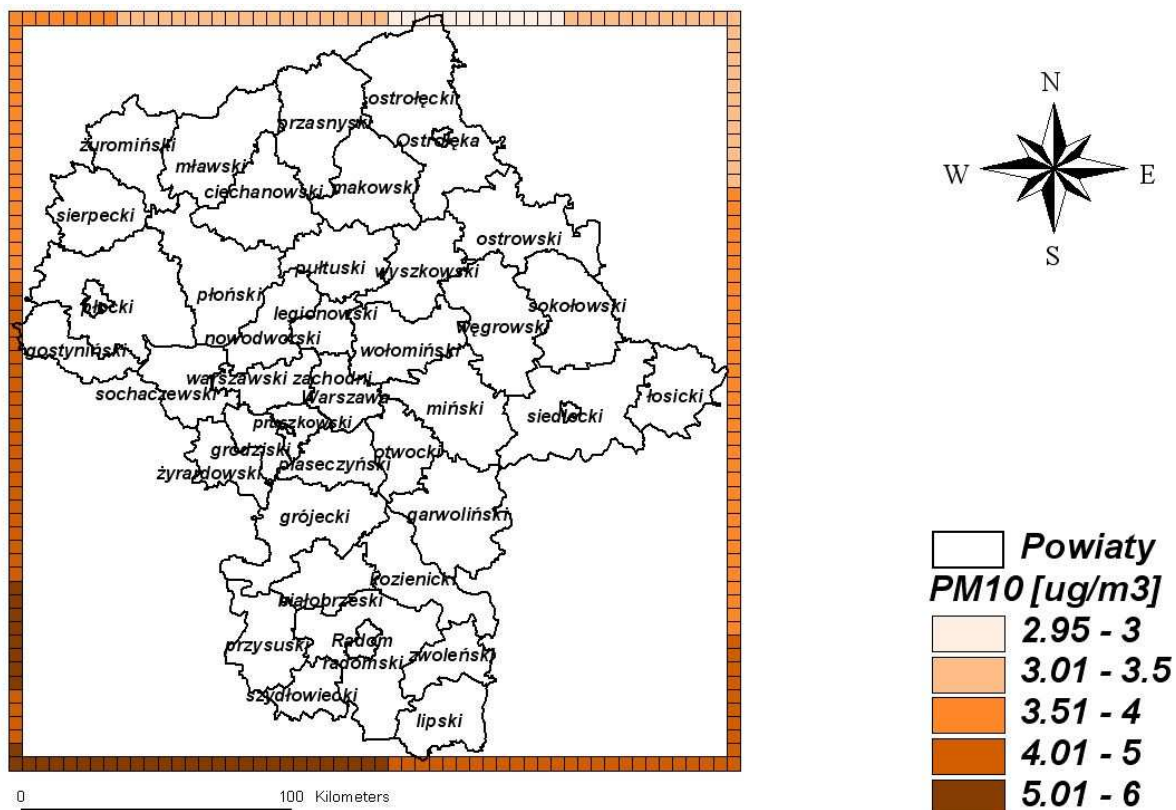 N
W
E
S
ostrołęcki
przasnyski
Ostrołęka
żuromiński
mławski
ciechanowski
makowski
sierpecki
ostrowski
pułtuski
wyszkowski
płoński
sokołowski
płocki
legionowski
węgrowski
nowodworski
wołomiński
gostyniński
warszawski zachodni
sochaczewski
Warszawa
miński
siedlecki
łosicki
pruszkowski
grodziski
otwocki
piaseczyński
żyrardowski
grójecki
garwoliński
kozienicki
białobrzeski
przysuski
Radom
zwoleński
radomski
szydłowiecki
lipski
Powiaty
PM10 [ug/m3]
2.95 - 3
3.01 - 3.5
3.51 - 4
4.01 - 5
5.01 - 6
0 100 Kilometers